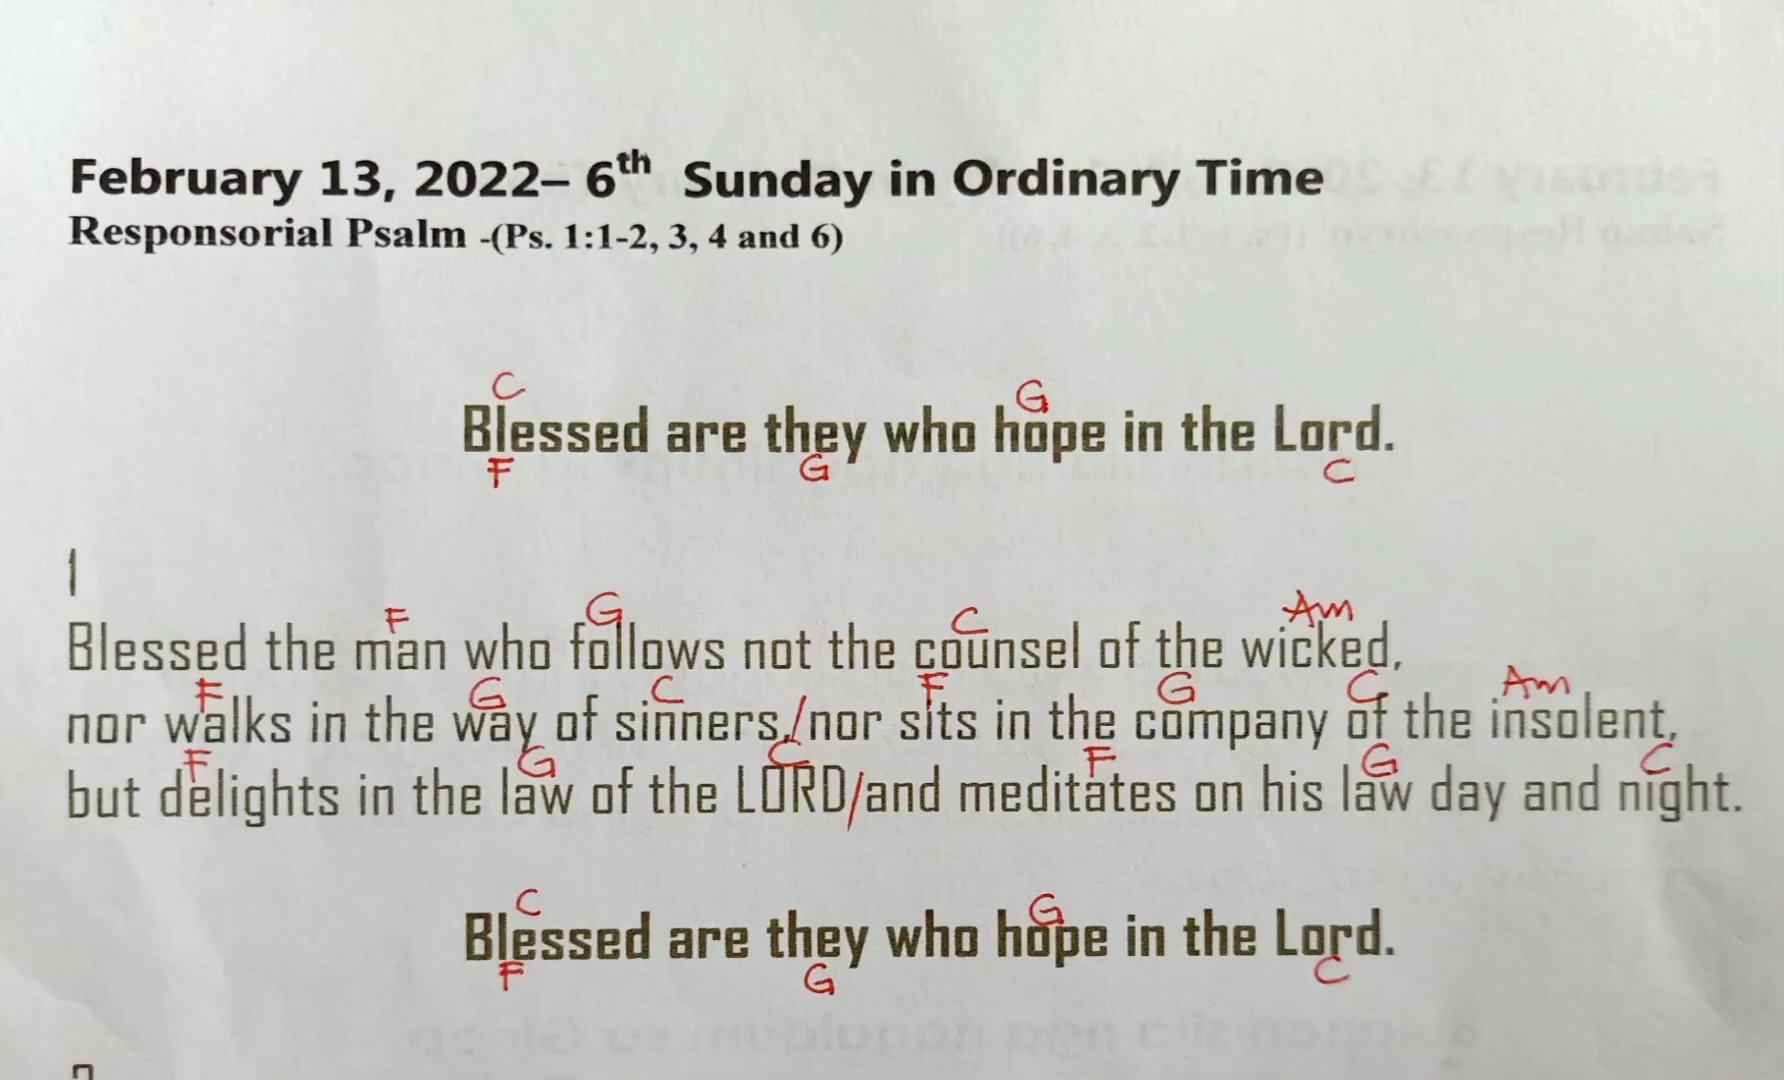 February 13, 2022– 6th Sunday in Ordinary Time
Responsorial Psalm -(Ps. 1:1-2, 3, 4 and 6)
C G
Blessed are they who hope in the Lord.
F G C
1
F G C Am
Blessed the man who follows not the counsel of the wicked,
F G C F G C Am
nor walks in the way of sinners,/nor sits in the company of the insolent,
F G C F G C
but delights in the law of the LORD/and meditates on his law day and night.
C G
Blessed are they who hope in the Lord.
F G C